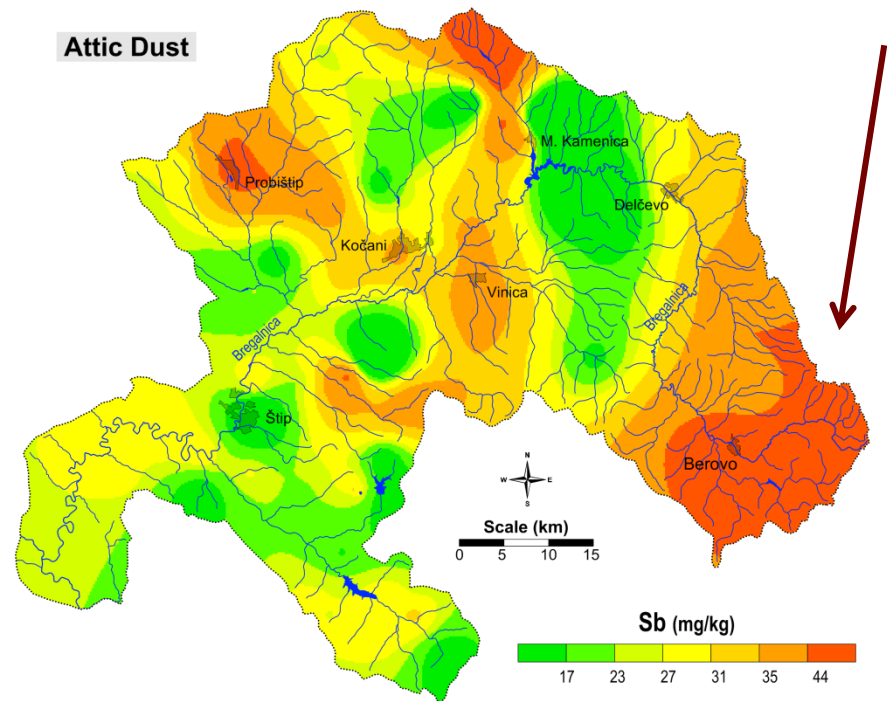 Attic Dust
M. Kamenica
Probištip
Delčevo
Kočani
Vinica
Bregalnica
Bregalnica
Štip
Berovo
N
W E
S
Scale (km)
0 5 10 15
Sb (mg/kg)
17 23 27 31 35 44